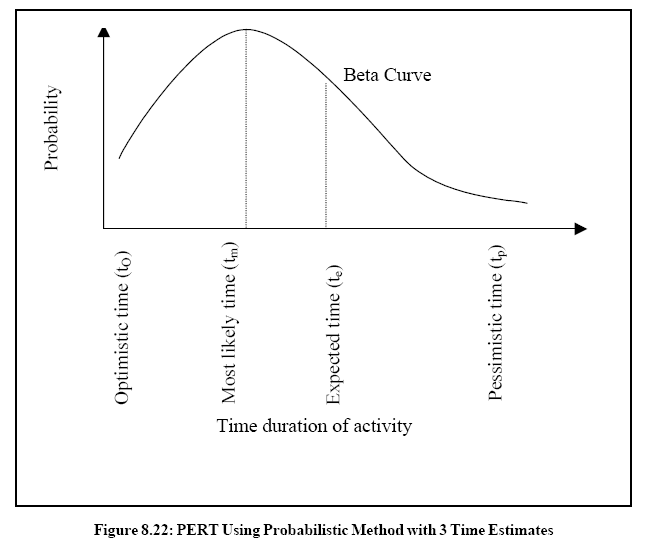 Beta Curve
Probability
Optimistic time (tO)
Most likely time (tm)
Expected time (te)
Pessimistic time (tp)
Time duration of activity
Figure 8.22: PERT Using Probabilistic Method with 3 Time Estimates